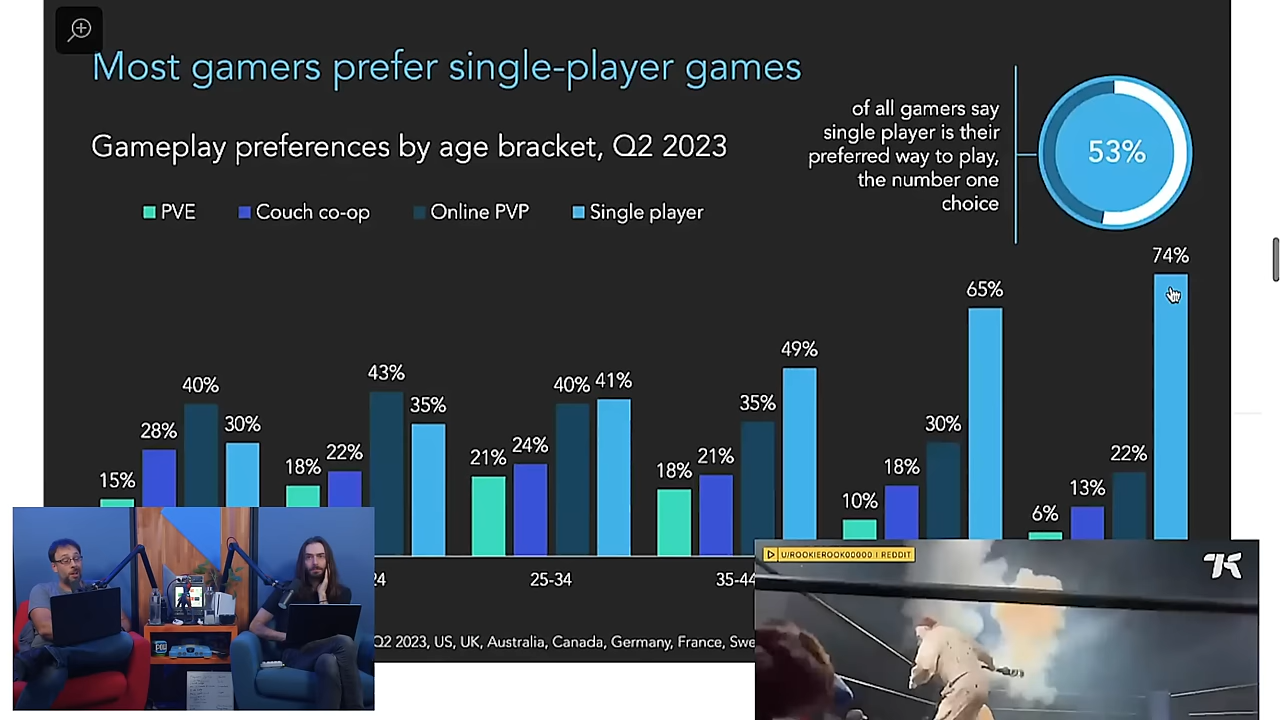 Most gamers prefer single-player games
Gameplay preferences by age bracket, Q2 2023
of all gamers say
single player is their
preferred way to play,
the number one
choice
53%
PVE
Couch co-op
Online PVP
Single player
15%
28%
40%
30%
18%
22%
43%
35%
21%
24%
40%
41%
18%
21%
35%
49%
10%
18%
30%
65%
6%
13%
22%
74%
24
25-34
35-44
Q2 2023, US, UK, Australia, Canada, Germany, France, Swe
U/ROOKIEROOK00000 | REDDIT